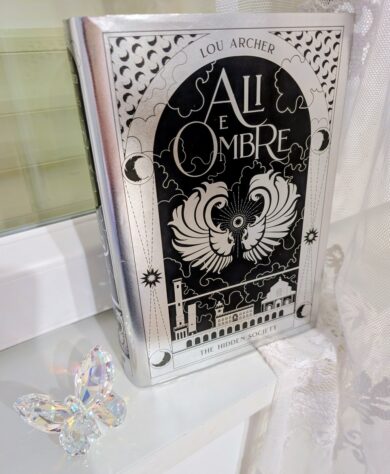 LOU ARCHER
ALI
E
OMBRE
THE HIDDEN SOCIETY